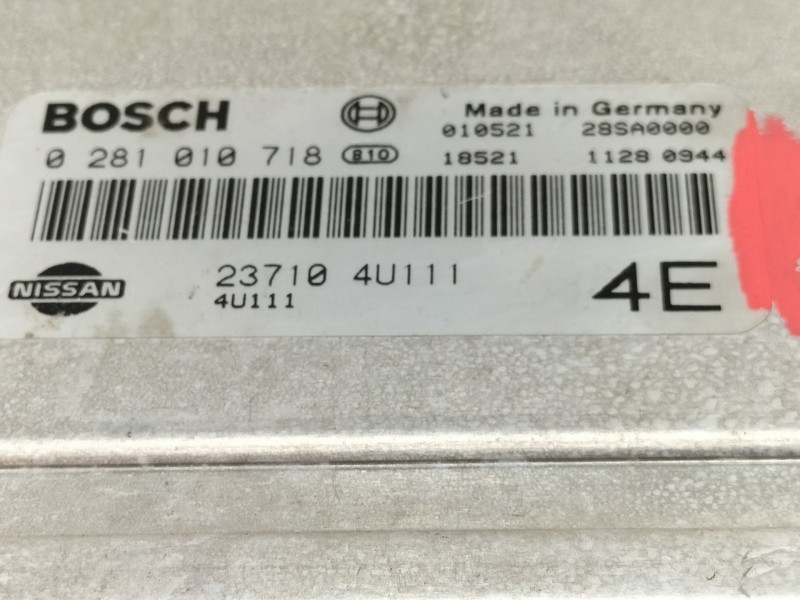 BOSCH Made in Germany
010521 28SA0000
0 281 010 718 810 18521 1128 0944
NISSAN 23710 4U111 4E
4U111